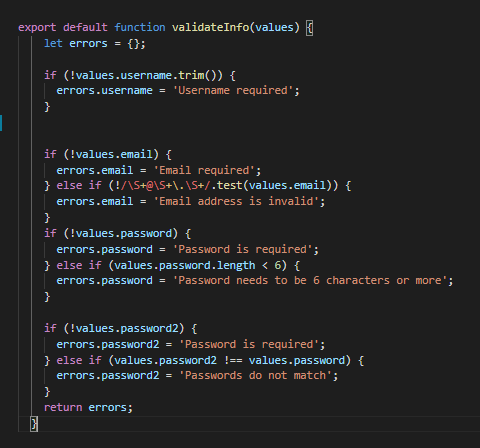 export default function validateInfo(values) {
let errors = {};
if (!values.username.trim()) {
errors.username = 'Username required';
}
if (!values.email) {
errors.email = 'Email required';
} else if (!/\S+@\S+\.\S+/.test(values.email)) {
errors.email = 'Email address is invalid';
}
if (!values.password) {
errors.password = 'Password is required';
} else if (values.password.length < 6) {
errors.password = 'Password needs to be 6 characters or more';
}
if (!values.password2) {
errors.password2 = 'Password is required';
} else if (values.password2 !== values.password) {
errors.password2 = 'Passwords do not match';
}
return errors;
}